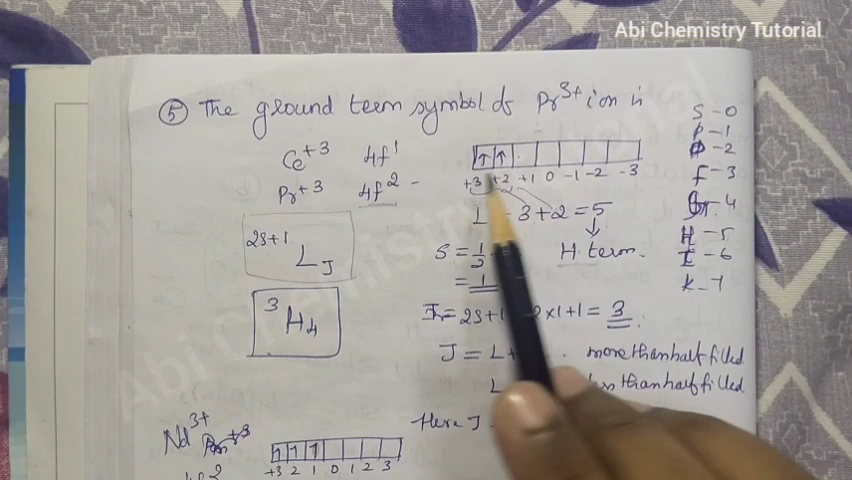 Abi Chemistry Tutorial
⑤ The ground term symbol of Pr³⁺ ion is
Ce⁺³ 4f¹
Pr⁺³ 4f² -
2s+1 L J
³H₄
↑ ↑
+3 +2 +1 0 -1 -2 -3
L 3+2 = 5
↓
H term.
S = 1/2
= 1
= 2s+1 2×1+1 = 3
J = L+ more than half filled
L than half filled
Here J
S - 0
P - 1
D - 2
f - 3
G - 4
H - 5
I - 6
K - 7
Nd³⁺
↑ ↑ ↑
+3 2 1 0 1 2 3